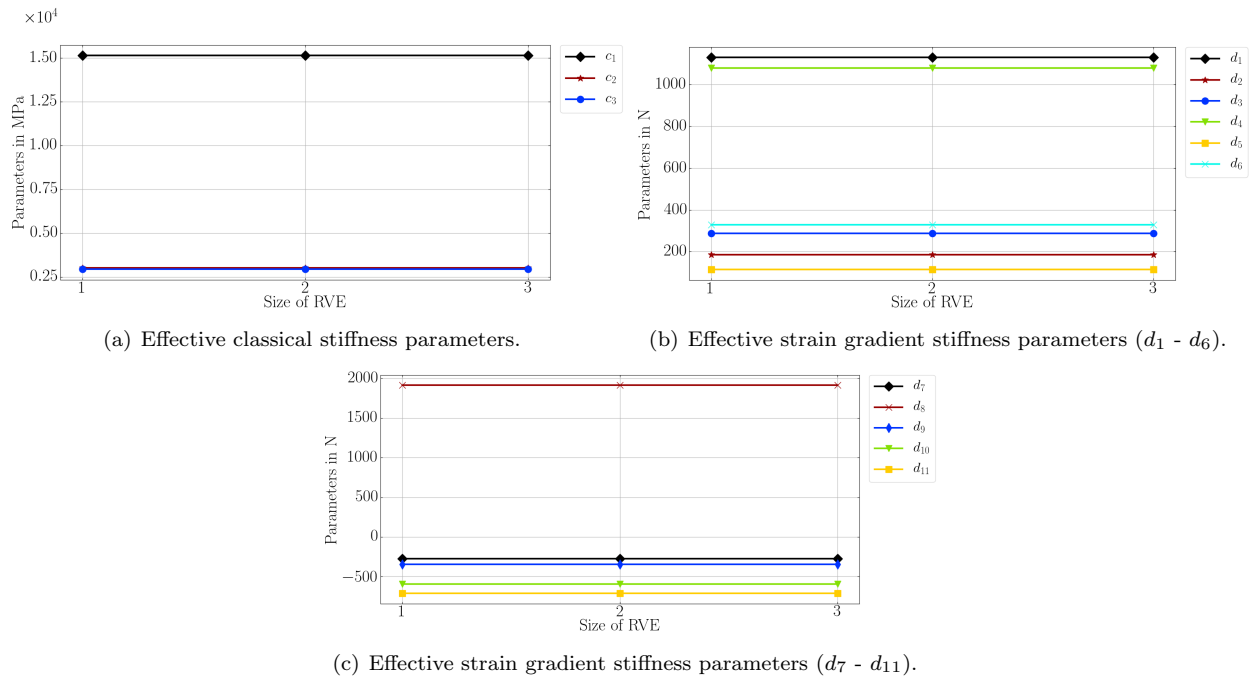 ×10⁴
1.50
1.25
1.00
0.75
0.50
0.25
Parameters in MPa
1 2 3
Size of RVE
c₁
c₂
c₃
(a) Effective classical stiffness parameters.
1000
800
600
400
200
Parameters in N
1 2 3
Size of RVE
d₁
d₂
d₃
d₄
d₅
d₆
(b) Effective strain gradient stiffness parameters (d₁ - d₆).
2000
1500
1000
500
0
−500
Parameters in N
1 2 3
Size of RVE
d₇
d₈
d₉
d₁₀
d₁₁
(c) Effective strain gradient stiffness parameters (d₇ - d₁₁).